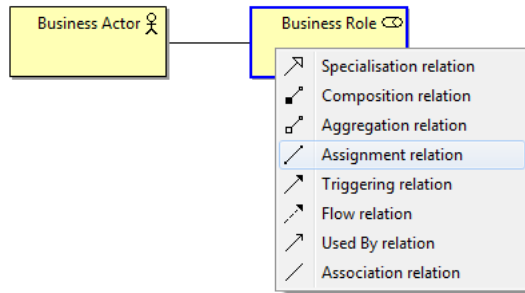 Business Actor
Business Role
Specialisation relation
Composition relation
Aggregation relation
Assignment relation
Triggering relation
Flow relation
Used By relation
Association relation